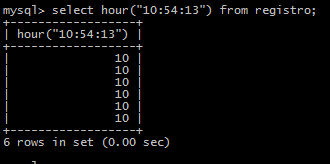 mysql> select hour("10:54:13") from registro;
+------------------+
| hour("10:54:13") |
+------------------+
|               10 |
|               10 |
|               10 |
|               10 |
|               10 |
|               10 |
+------------------+
6 rows in set (0.00 sec)